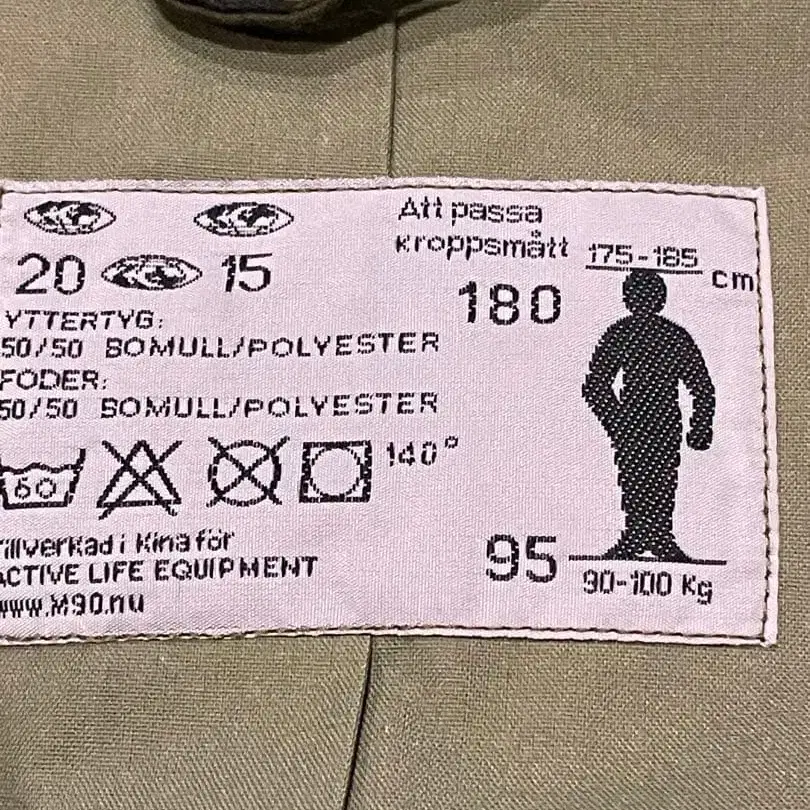 20 15
YTTERTYG:
50/50 BOMULL/POLYESTER
FODER:
50/50 BOMULL/POLYESTER
60
140°
Tillverkad i Kina för
ACTIVE LIFE EQUIPMENT
www.M90.nu
Att passa
kroppsmått
175-185
cm
180
95
90-100 Kg